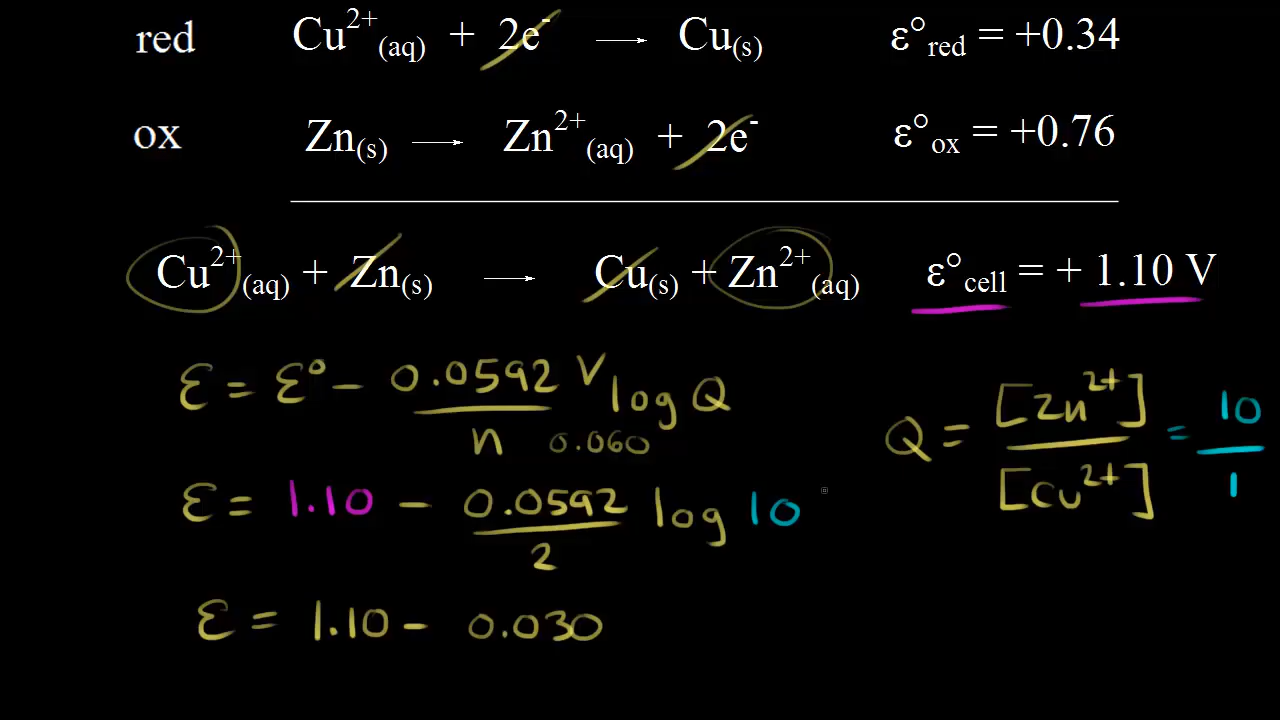 red Cu²⁺(aq) + 2e⁻ → Cu(s) ε°red = +0.34
ox Zn(s) → Zn²⁺(aq) + 2e⁻ ε°ox = +0.76
Cu²⁺(aq) + Zn(s) → Cu(s) + Zn²⁺(aq) ε°cell = + 1.10 V
Ɛ = Ɛ° − 0.0592 V / n log Q
0.060
Q = [Zn²⁺] / [Cu²⁺] = 10 / 1
Ɛ = 1.10 − 0.0592 / 2 log 10
Ɛ = 1.10 − 0.030